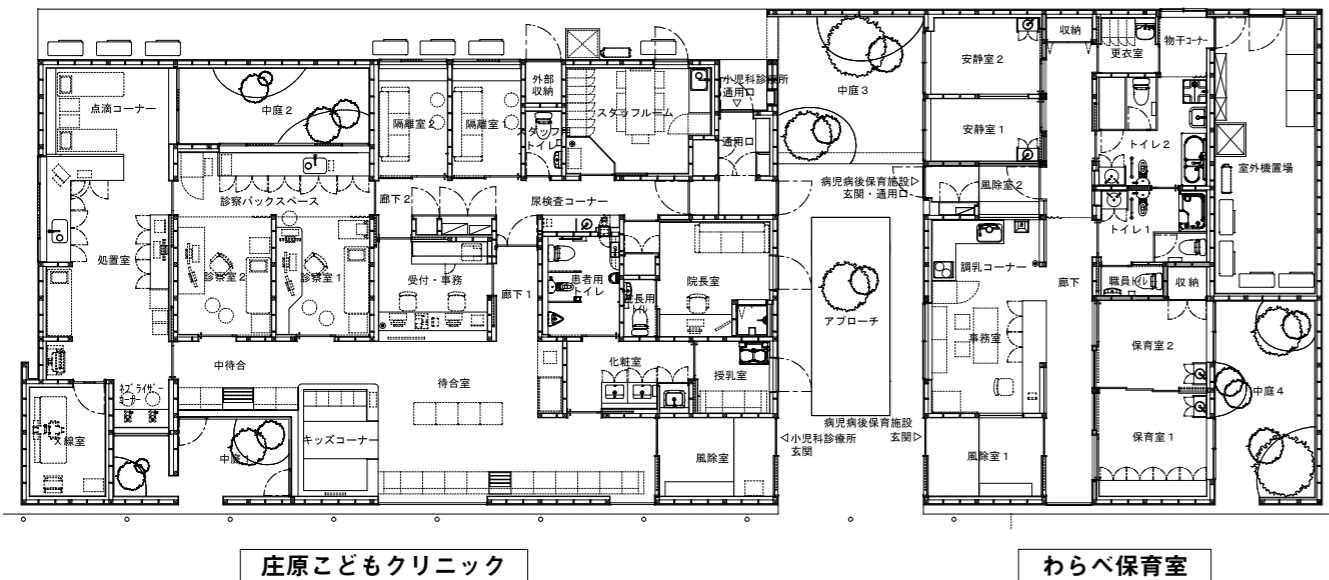 点滴コーナー
中庭 2
隔離室 2
隔離室 1
外部
収納
スタッフ用
トイレ
スタッフルーム
小児科診療所
通用口
▽
通用口
中庭 3
安静室 2
安静室 1
収納
更衣室
物干コーナー
トイレ 2
室外機置場
診察バックスペース
廊下 2
尿検査コーナー
病児病後保育施設▷
玄関・通用口
風除室 2
処置室
診察室 2
診察室 1
受付・事務
廊下 1
患者用
トイレ
院長用
トイレ
院長室
アプローチ
調乳コーナー
廊下
トイレ 1
職員トイレ
収納
事務室
保育室 2
中待合
待合室
化粧室
授乳室
ネブライザー
コーナー
X線室
中庭 1
キッズコーナー
風除室
◁小児科診療所
玄関
病児病後保育施設
玄関▷
風除室 1
保育室 1
中庭 4
庄原こどもクリニック
わらべ保育室